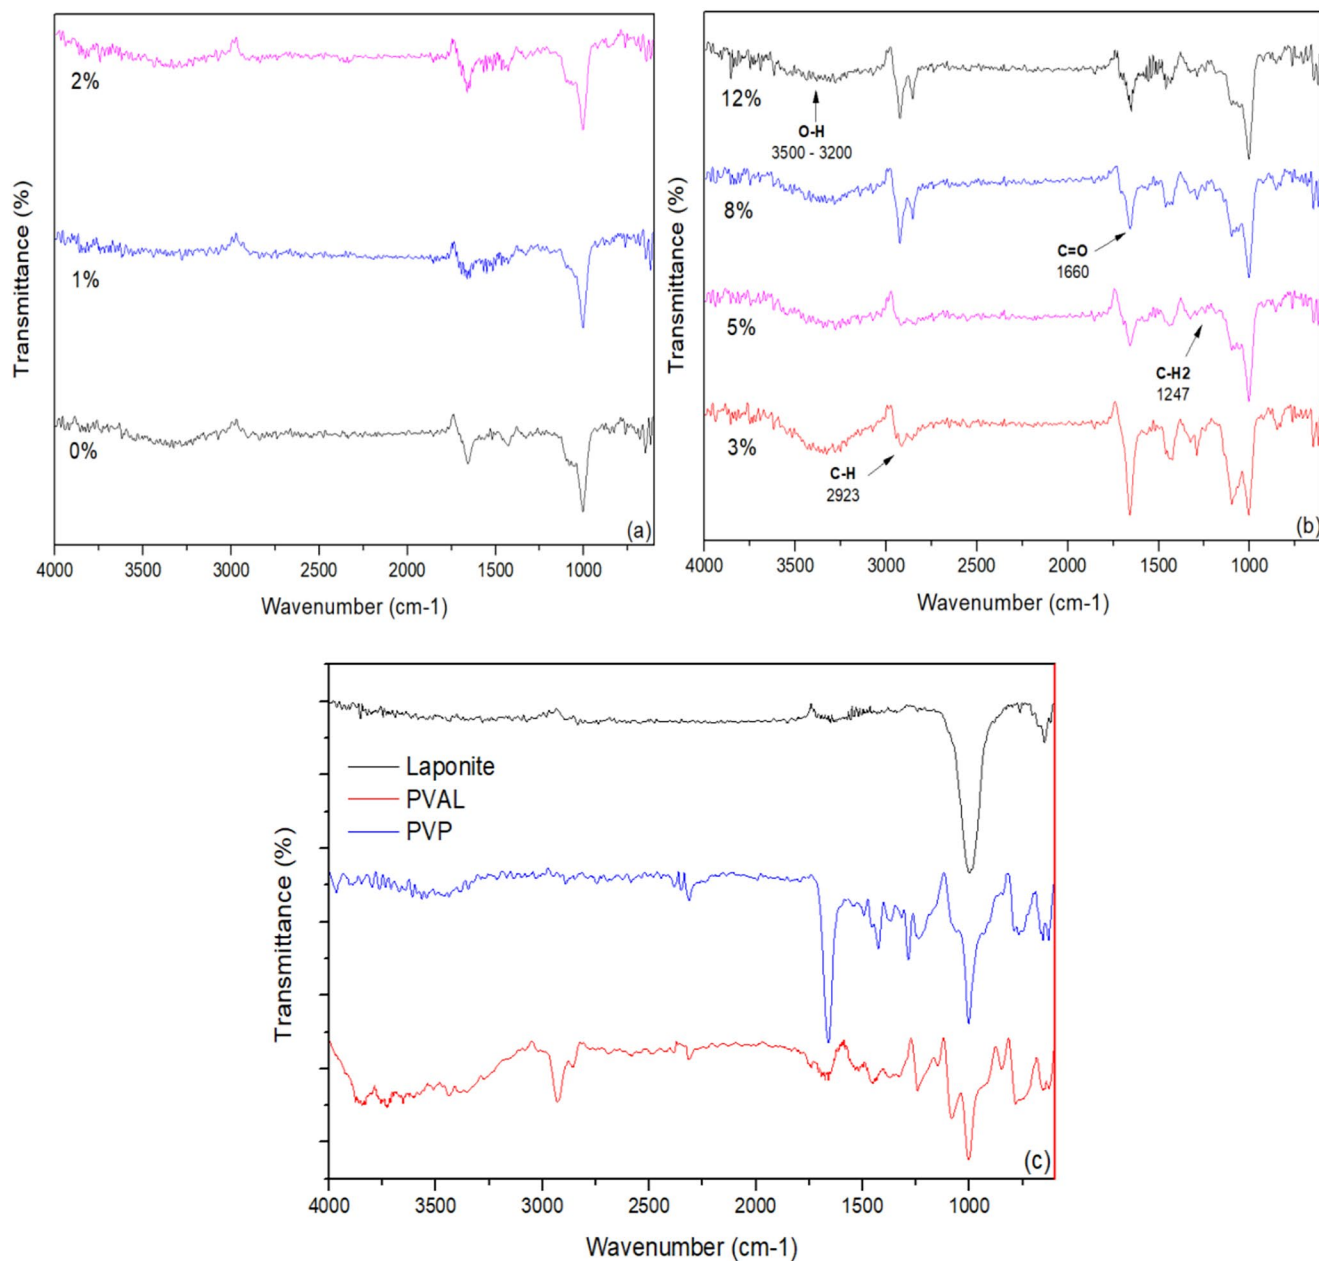 2%
1%
0%
(a)
Transmittance (%)
4000 3500 3000 2500 2000 1500 1000
Wavenumber (cm-1)
12%
O-H
3500 - 3200
8%
C=O
1660
5%
C-H2
1247
3%
C-H
2923
(b)
Transmittance (%)
4000 3500 3000 2500 2000 1500 1000
Wavenumber (cm-1)
Laponite
PVAL
PVP
(c)
Transmittance (%)
4000 3500 3000 2500 2000 1500 1000
Wavenumber (cm-1)